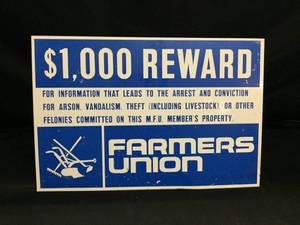 $1,000 REWARD
FOR INFORMATION THAT LEADS TO THE ARREST AND CONVICTION
FOR ARSON, VANDALISM, THEFT (INCLUDING LIVESTOCK) OR OTHER
FELONIES COMMITTED ON THIS M.F.U. MEMBER'S PROPERTY.
FARMERS
UNION